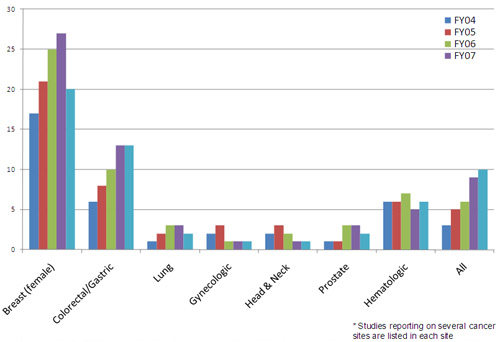 30
25
20
15
10
5
0
FY04
FY05
FY06
FY07
Breast (female)
Colorectal/Gastric
Lung
Gynecologic
Head & Neck
Prostate
Hematologic
All
* Studies reporting on several cancer
sites are listed in each site